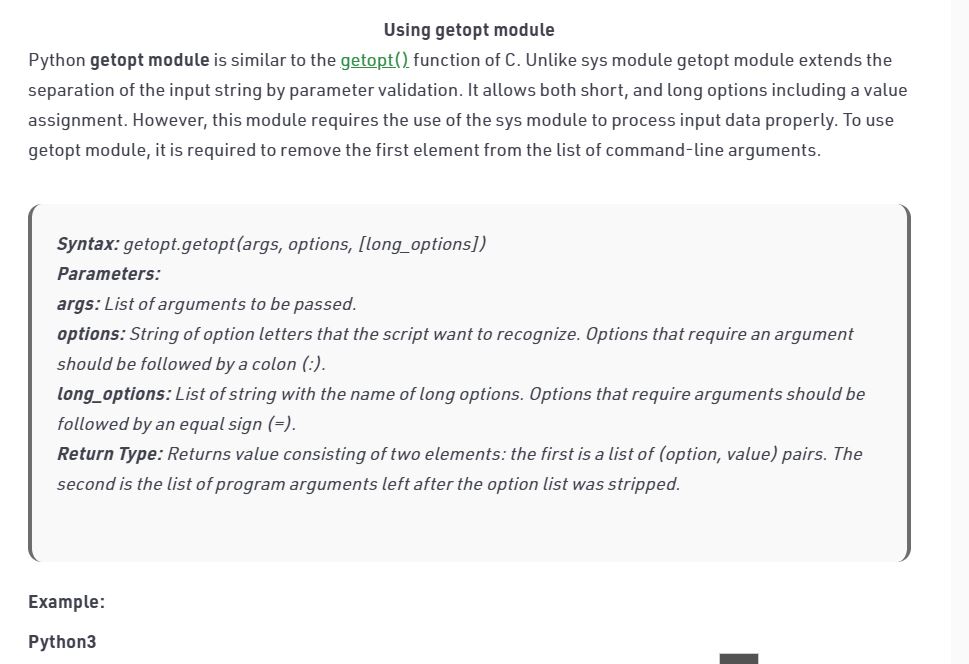 Using getopt module
Python getopt module is similar to the getopt() function of C. Unlike sys module getopt module extends the
separation of the input string by parameter validation. It allows both short, and long options including a value
assignment. However, this module requires the use of the sys module to process input data properly. To use
getopt module, it is required to remove the first element from the list of command-line arguments.
Syntax: getopt.getopt(args, options, [long_options])
Parameters:
args: List of arguments to be passed.
options: String of option letters that the script want to recognize. Options that require an argument
should be followed by a colon (:).
long_options: List of string with the name of long options. Options that require arguments should be
followed by an equal sign (=).
Return Type: Returns value consisting of two elements: the first is a list of (option, value) pairs. The
second is the list of program arguments left after the option list was stripped.
Example:
Python3